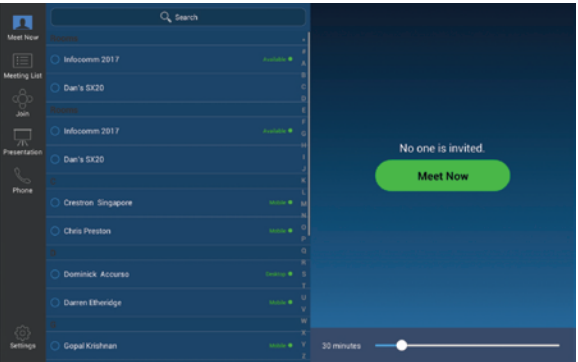 Search
Meet Now
Meeting List
Join
Presentation
Phone
Settings
Infocomm 2017 Available
Dan's SX20
Infocomm 2017 Available
Dan's SX20
Crestron Singapore Mobile
Chris Preston Mobile
Dominick Accurso Desktop
Darren Etheridge Mobile
Gopal Krishnan Mobile
#
A
B
C
D
E
F
G
H
I
J
K
L
M
N
O
P
Q
R
S
T
U
V
W
X
Y
Z
No one is invited.
Meet Now
30 minutes